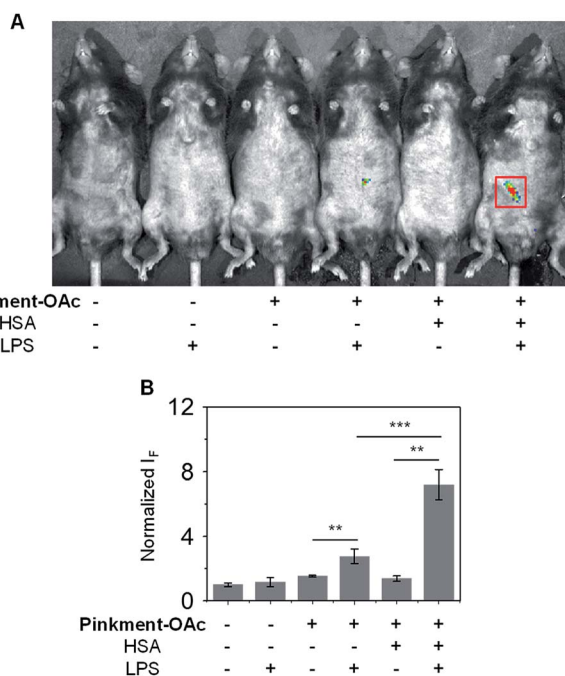 A
ment-OAc - - + + + +
HSA - - - - + +
LPS - + - + - +
B
12
***
**
8
Normalized IF
**
4
0
Pinkment-OAc - - + + + +
HSA - - - - + +
LPS - + - + - +